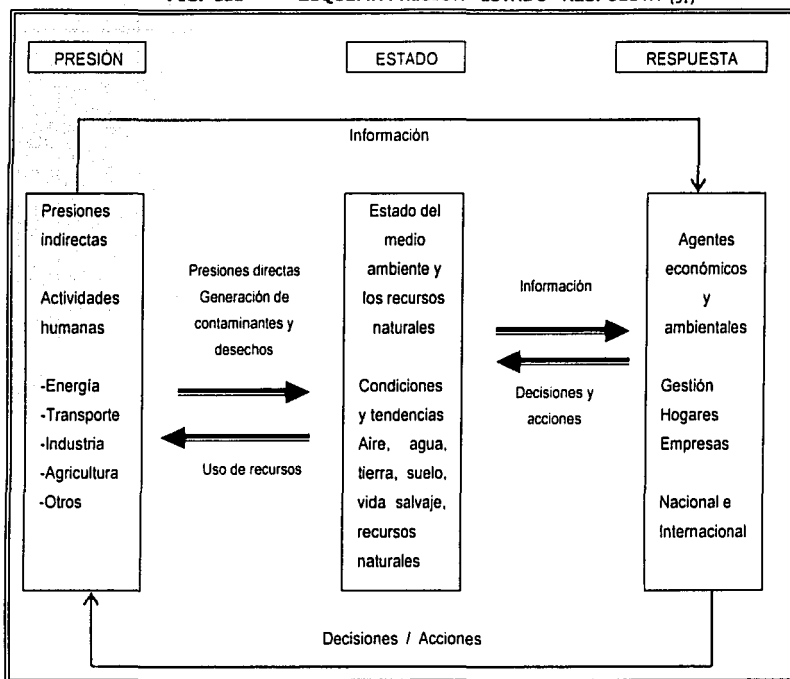 PRESIÓN
ESTADO
RESPUESTA
Información
Presiones
indirectas
Actividades
humanas
-Energía
-Transporte
-Industria
-Agricultura
-Otros
Presiones directas
Generación de
contaminantes y
desechos
Uso de recursos
Estado del
medio
ambiente y
los recursos
naturales
Condiciones
y tendencias
Aire, agua,
tierra, suelo,
vida salvaje,
recursos
naturales
Información
Decisiones y
acciones
Agentes
económicos
y
ambientales
Gestión
Hogares
Empresas
Nacional e
Internacional
Decisiones / Acciones